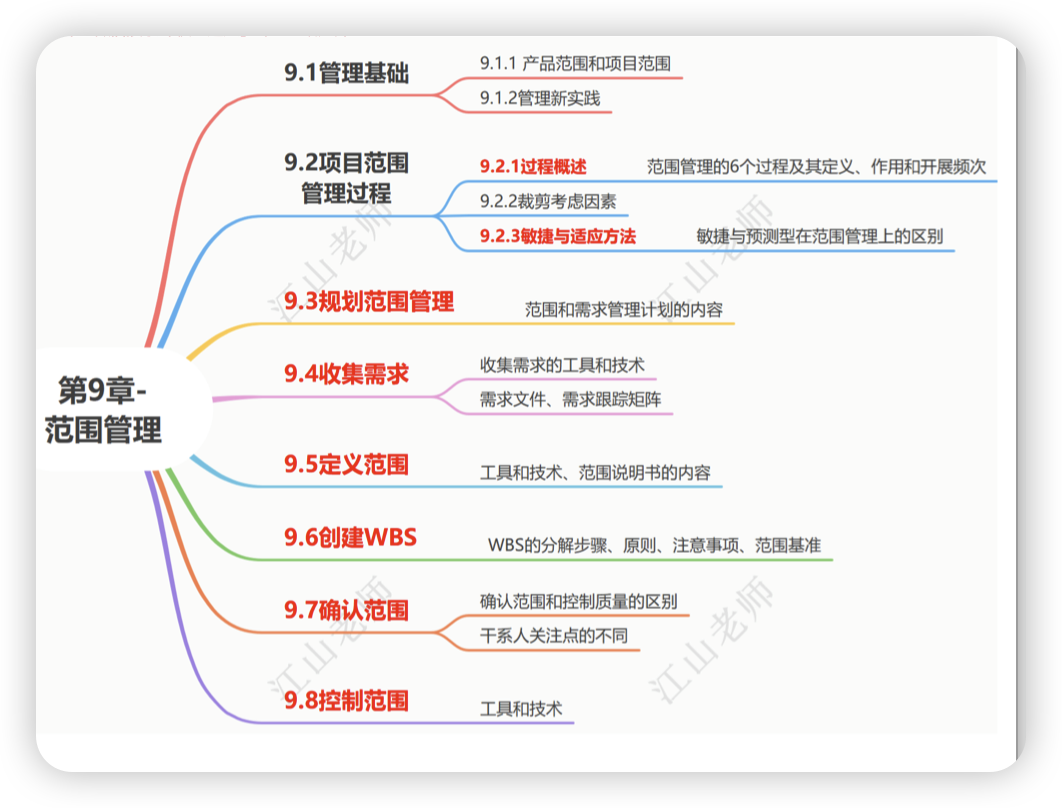 第9章-
范围管理
9.1管理基础
9.1.1 产品范围和项目范围
9.1.2管理新实践
9.2项目范围
管理过程
9.2.1过程概述 范围管理的6个过程及其定义、作用和开展频次
9.2.2裁剪考虑因素
9.2.3敏捷与适应方法 敏捷与预测型在范围管理上的区别
9.3规划范围管理 范围和需求管理计划的内容
9.4收集需求
收集需求的工具和技术
需求文件、需求跟踪矩阵
9.5定义范围 工具和技术、范围说明书的内容
9.6创建WBS WBS的分解步骤、原则、注意事项、范围基准
9.7确认范围
确认范围和控制质量的区别
干系人关注点的不同
9.8控制范围 工具和技术
江山老师
江山老师
江山老师
江山老师